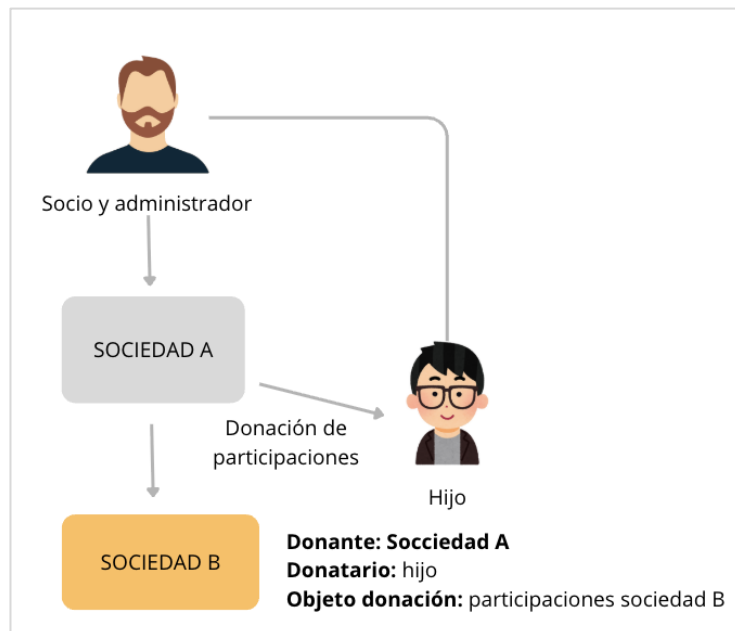 Socio y administrador
SOCIEDAD A
Donación de
participaciones
Hijo
SOCIEDAD B
Donante: Socciedad A
Donatario: hijo
Objeto donación: participaciones sociedad B